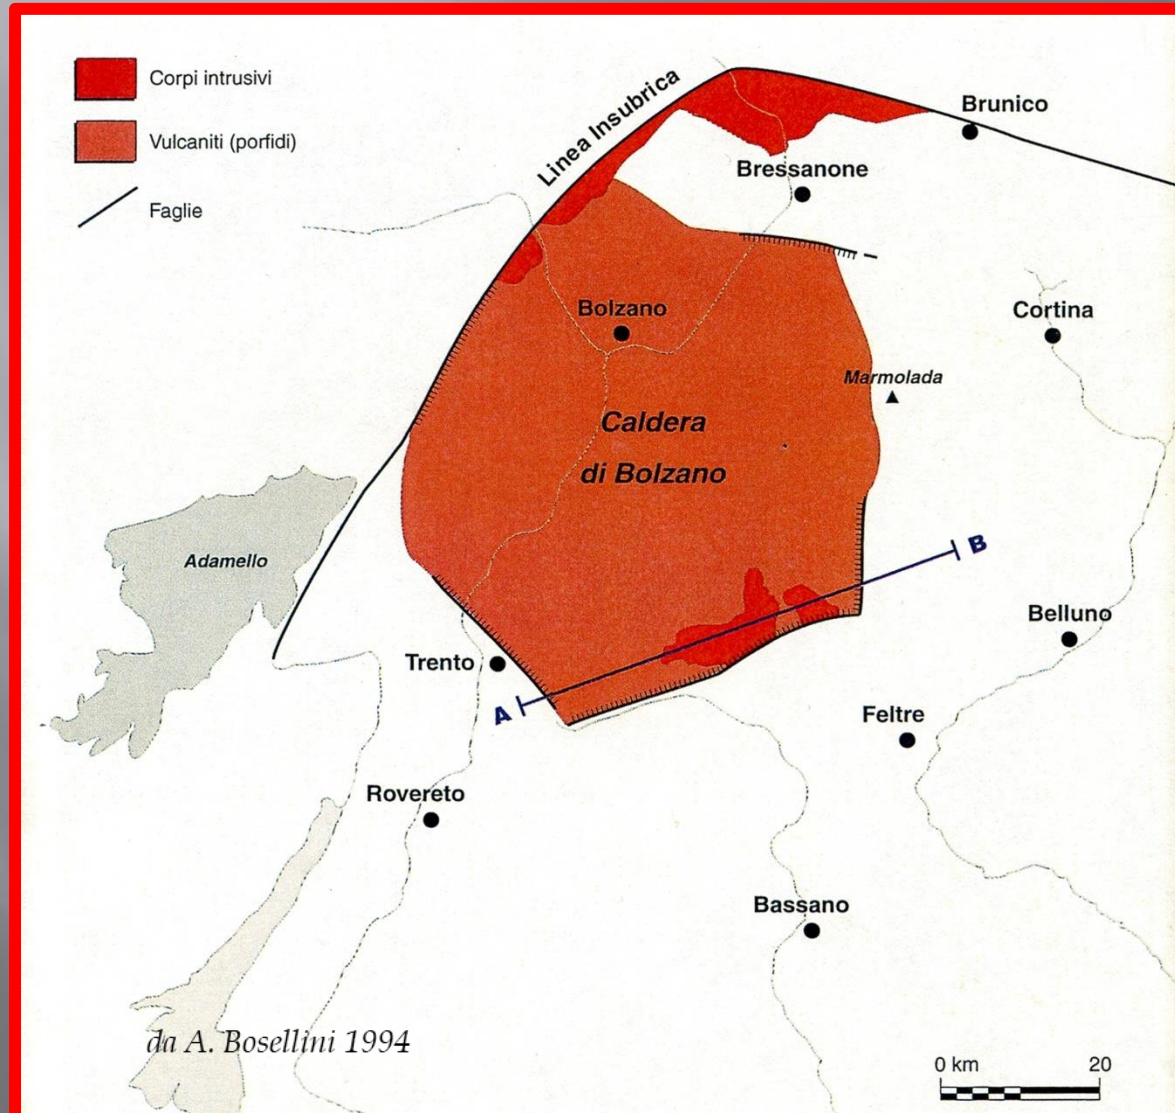 Corpi intrusivi
Vulcaniti (porfidi)
Faglie
Linea Insubrica
Brunico
Bressanone
Bolzano
Cortina
Marmolada
Caldera
di Bolzano
Adamello
B
Belluno
Trento
A
Feltre
Rovereto
Bassano
da A. Bosellini 1994
0 km 20